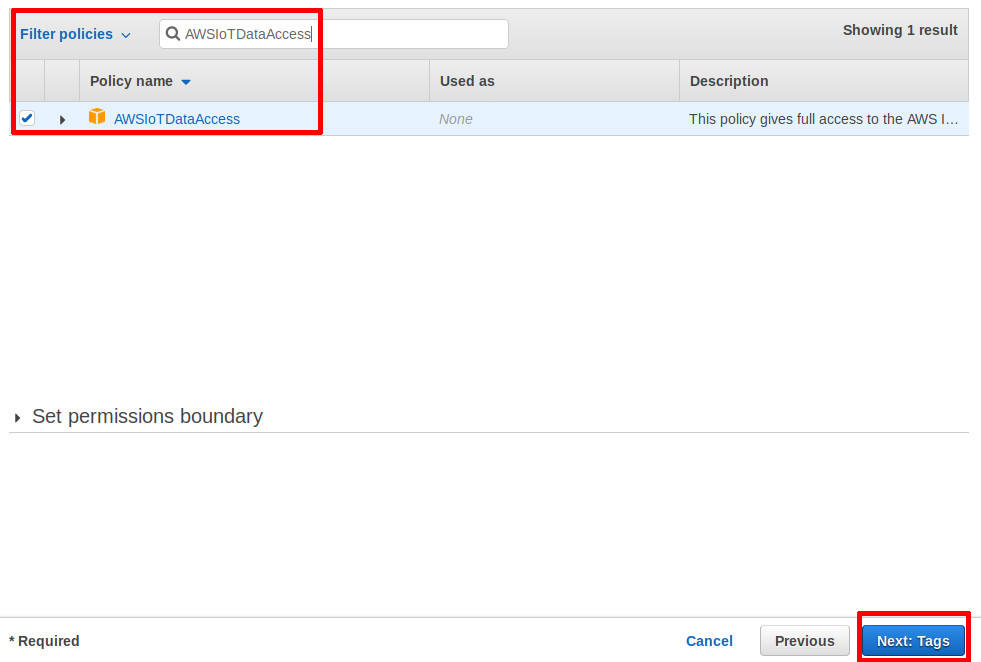 Filter policies AWSIoTDataAccess Showing 1 result
Policy name Used as Description
AWSIoTDataAccess None This policy gives full access to the AWS I...
Set permissions boundary
* Required Cancel Previous Next: Tags